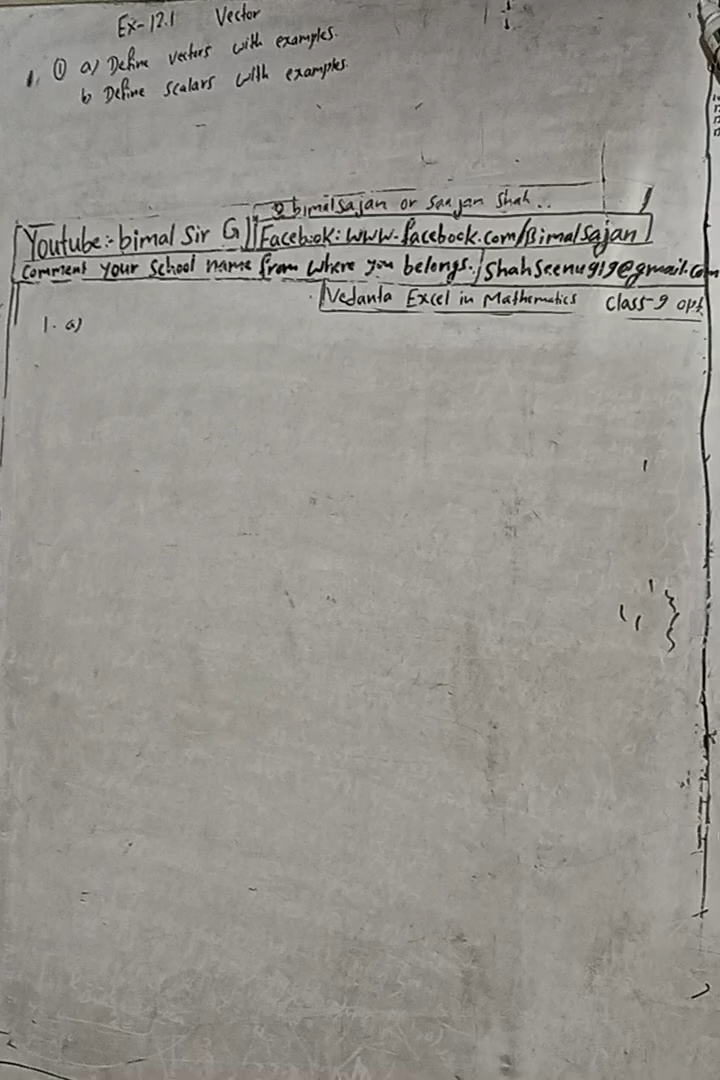 Ex-12.1 Vector
1. ① a) Define vectors with examples.
b Define scalars with examples.
bimalsajan or Saajan Shah..
Youtube:- bimal Sir G Facebook: www.facebook.com/Bimalsajan
Comment your School name from where you belongs. / Shahseenu919@gmail.com
Vedanta Excel in Mathematics Class-9 opt.
1. a)